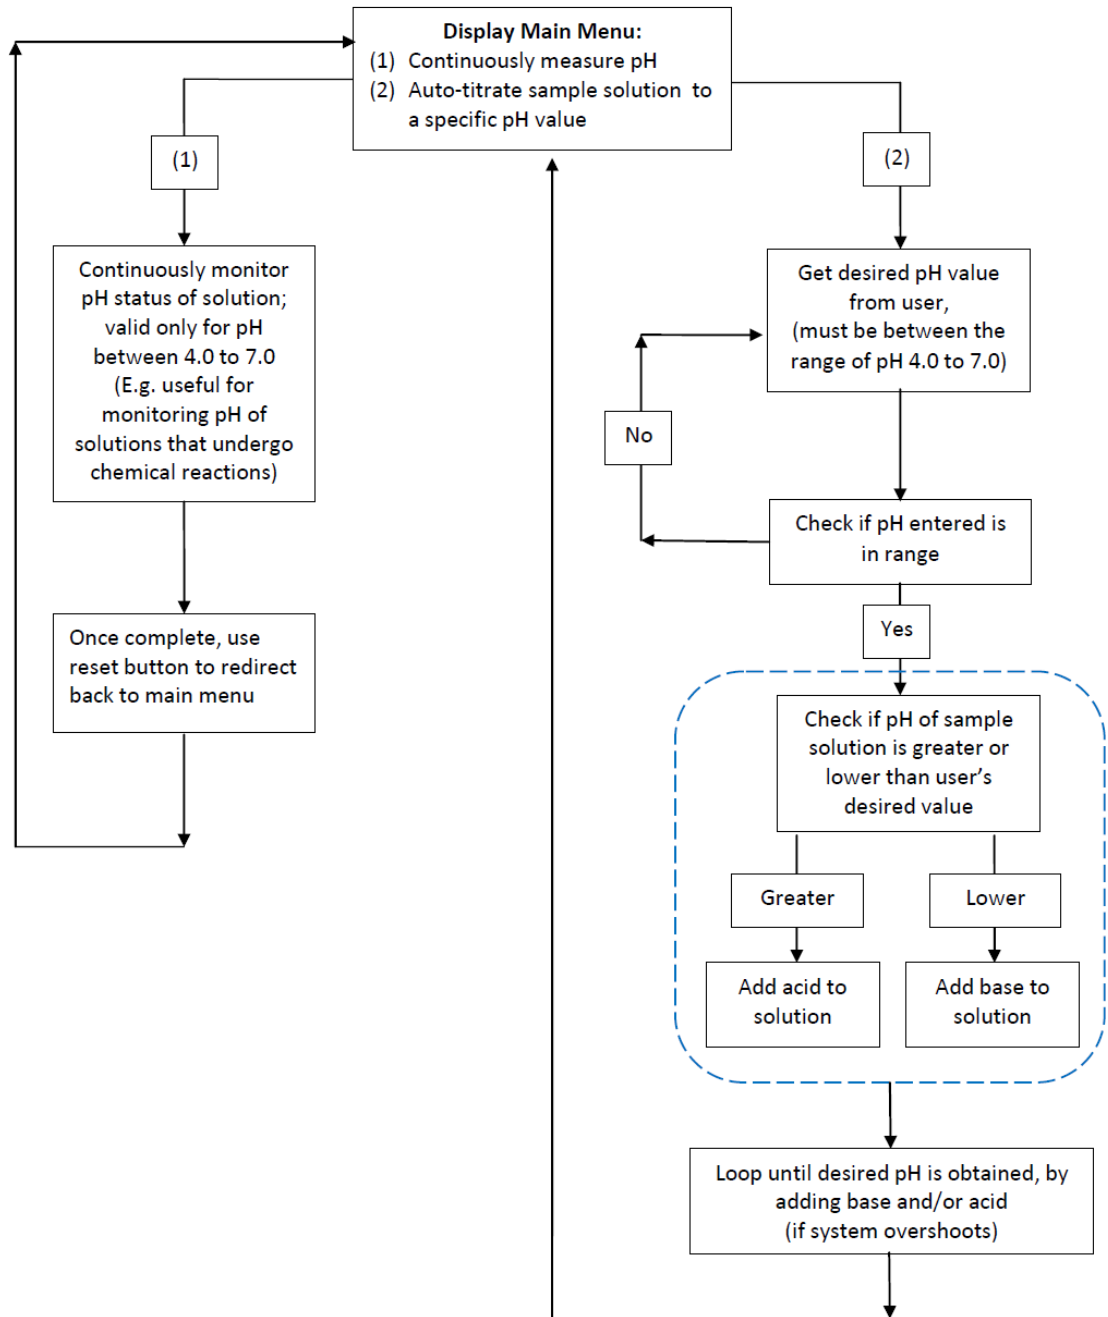 Display Main Menu:
(1) Continuously measure pH
(2) Auto-titrate sample solution to
a specific pH value
(1)
(2)
Continuously monitor
pH status of solution;
valid only for pH
between 4.0 to 7.0
(E.g. useful for
monitoring pH of
solutions that undergo
chemical reactions)
Get desired pH value
from user,
(must be between the
range of pH 4.0 to 7.0)
No
Check if pH entered is
in range
Yes
Once complete, use
reset button to redirect
back to main menu
Check if pH of sample
solution is greater or
lower than user's
desired value
Greater
Lower
Add acid to
solution
Add base to
solution
Loop until desired pH is obtained, by
adding base and/or acid
(if system overshoots)